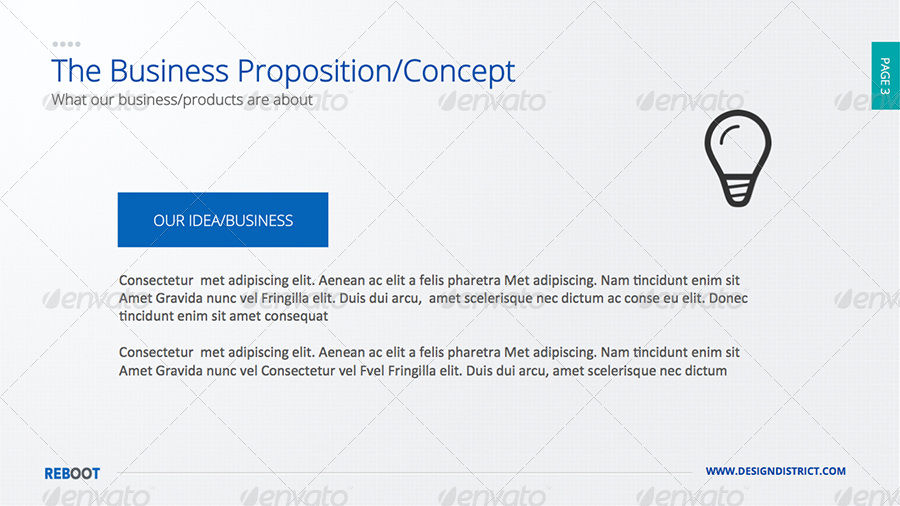 The Business Proposition/Concept
What our business/products are about
PAGE 3
OUR IDEA/BUSINESS
Consectetur  met adipiscing elit. Aenean ac elit a felis pharetra Met adipiscing. Nam tincidunt enim sit
Amet Gravida nunc vel Fringilla elit. Duis dui arcu,  amet scelerisque nec dictum ac conse eu elit. Donec
tincidunt enim sit amet consequat
Consectetur  met adipiscing elit. Aenean ac elit a felis pharetra Met adipiscing. Nam tincidunt enim sit
Amet Gravida nunc vel Consectetur vel Fvel Fringilla elit. Duis dui arcu, amet scelerisque nec dictum
REBOOT
WWW.DESIGNDISTRICT.COM
envato